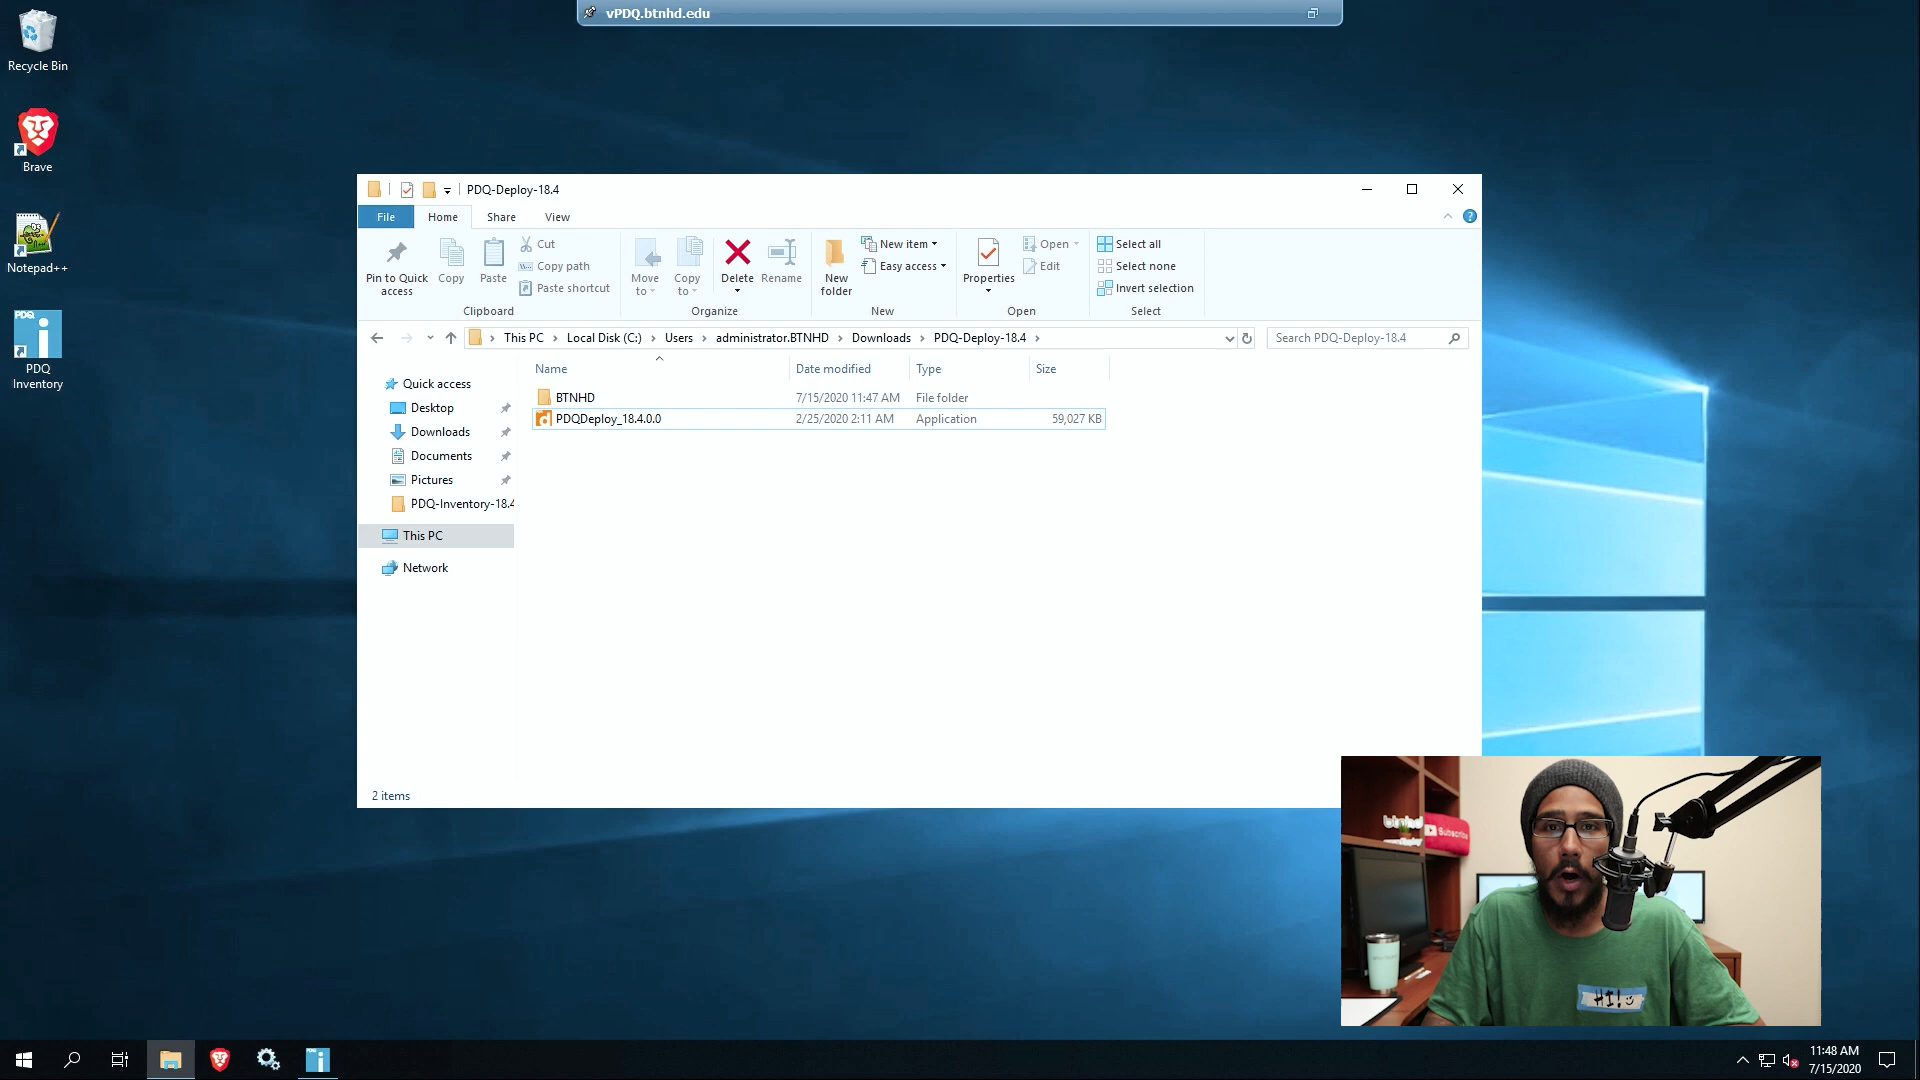 vPDQ.btnhd.edu
Recycle Bin
Brave
Notepad++
PDQ
PDQ
Inventory
PDQ-Deploy-18.4
File
Home
Share
View
Pin to Quick
access
Copy
Paste
Cut
Copy path
Paste shortcut
Clipboard
Move
to
Copy
to
Delete
Rename
Organize
New
folder
New item
Easy access
New
Properties
Open
Edit
Open
Select all
Select none
Invert selection
Select
This PC
Local Disk (C:)
Users
administrator.BTNHD
Downloads
PDQ-Deploy-18.4
Search PDQ-Deploy-18.4
Name
Date modified
Type
Size
BTNHD
7/15/2020 11:47 AM
File folder
PDQDeploy_18.4.0.0
2/25/2020 2:11 AM
Application
59,027 KB
Quick access
Desktop
Downloads
Documents
Pictures
PDQ-Inventory-18.4
This PC
Network
2 items
btnhd
Subscribe
HI!
11:48 AM
7/15/2020